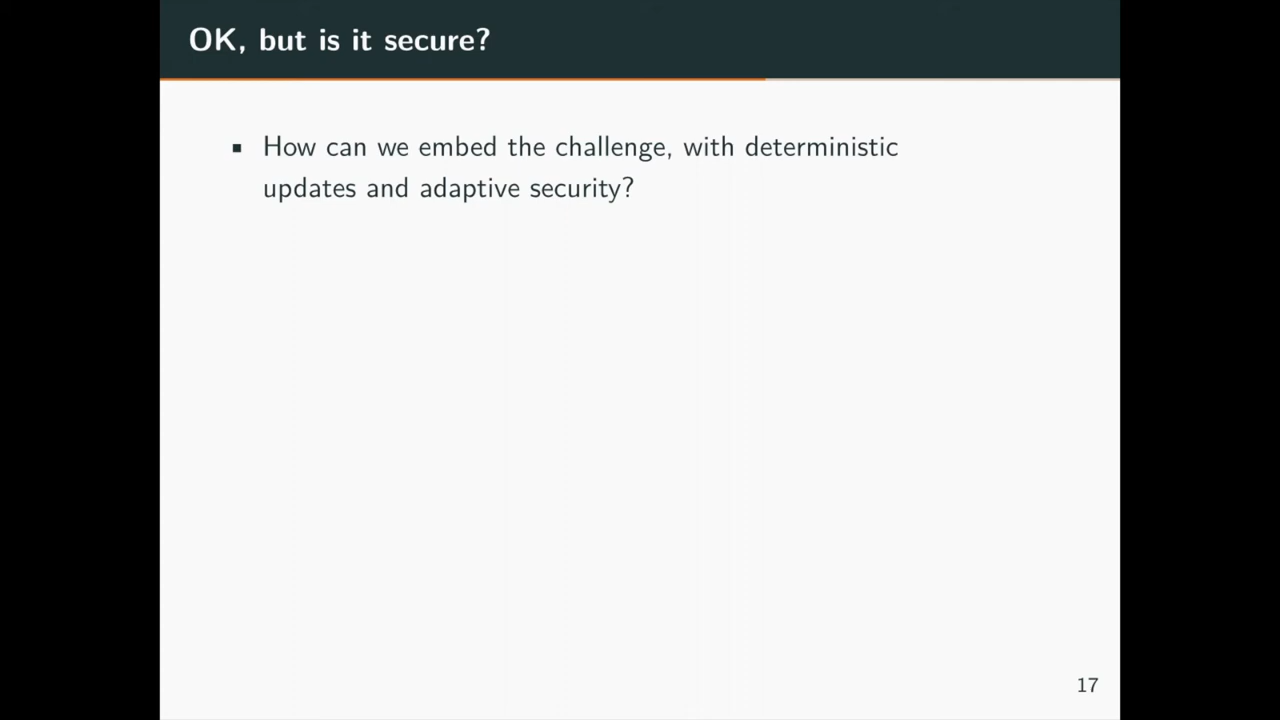 OK, but is it secure?
▪ How can we embed the challenge, with deterministic
updates and adaptive security?
17